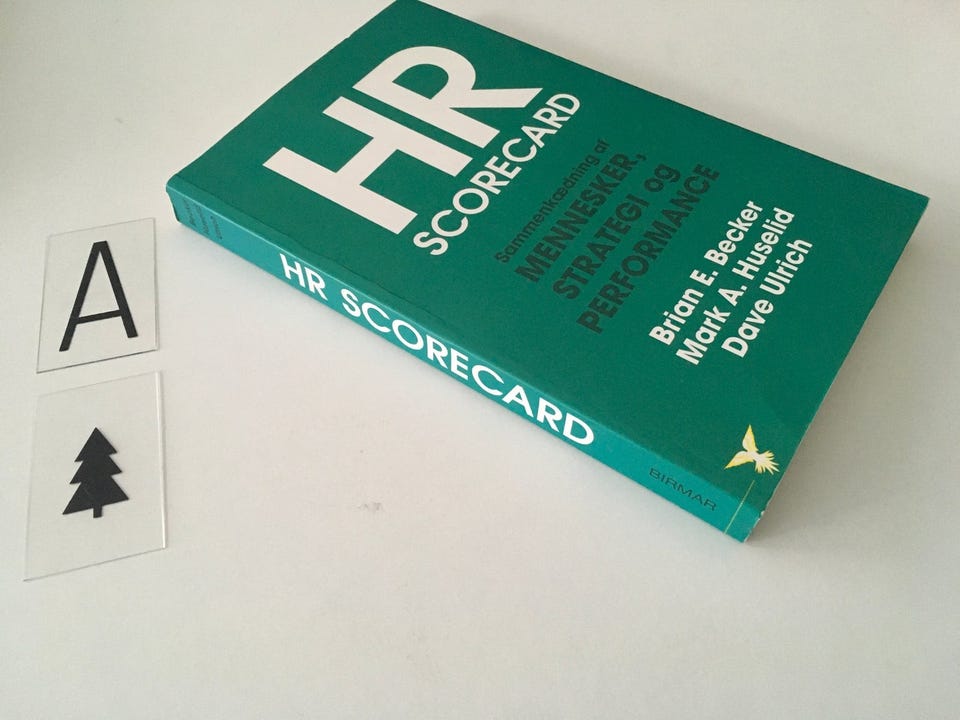 HR
SCORECARD
Sammenkædning af
MENNESKER,
STRATEGI og
PERFORMANCE
Brian E. Becker
Mark A. Huselid
Dave Ulrich
HR SCORECARD
BIRMAR
A